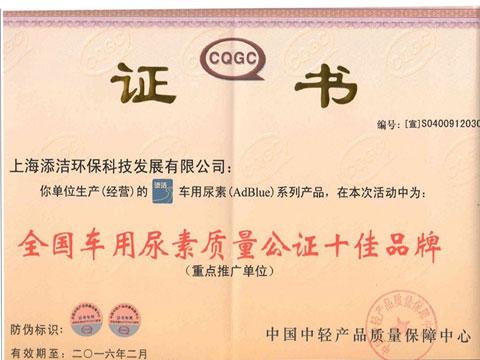 CQGC
证 书
编号:[宣]S0400912030
上海添洁环保科技发展有限公司:
你单位生产(经营)的 添洁 车用尿素(AdBlue)系列产品,在本次活动中为:
全国车用尿素质量公证十佳品牌
(重点推广单位)
防伪标识:
中国中轻产品质量保障中心
有效期至:二〇一六年二月